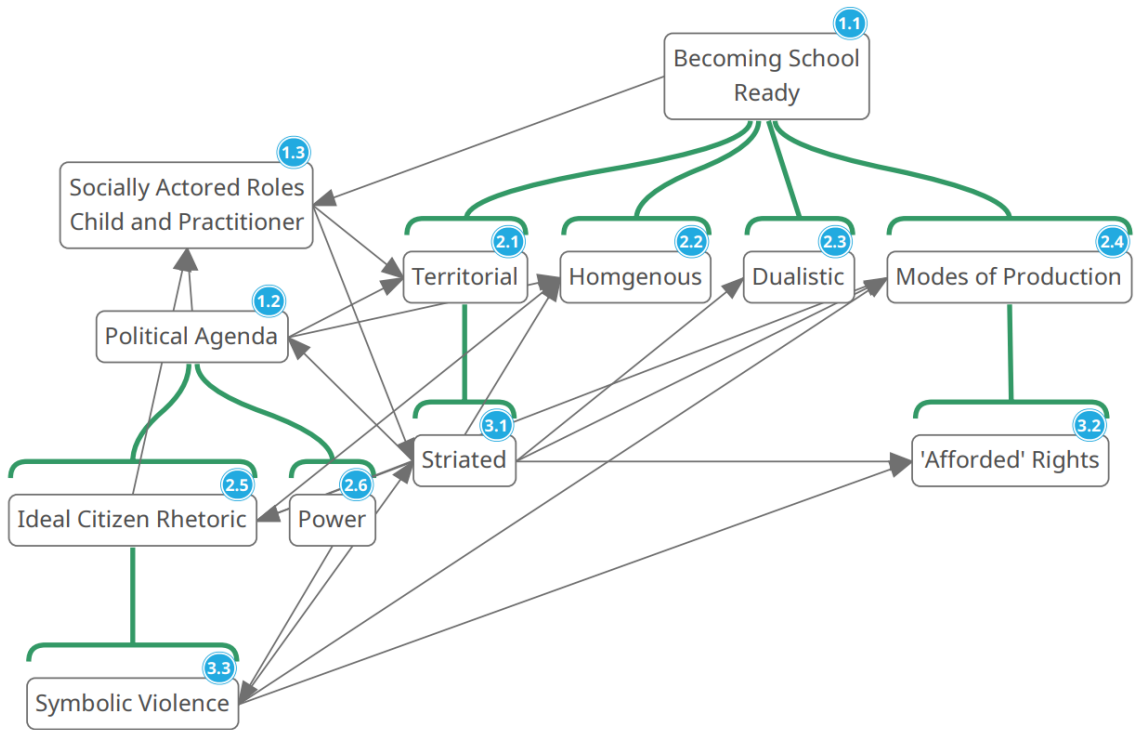 1.1
Becoming School
Ready
1.3
Socially Actored Roles
Child and Practitioner
2.1
Territorial
2.2
Homgenous
2.3
Dualistic
2.4
Modes of Production
1.2
Political Agenda
3.1
Striated
3.2
'Afforded' Rights
2.5
Ideal Citizen Rhetoric
2.6
Power
3.3
Symbolic Violence